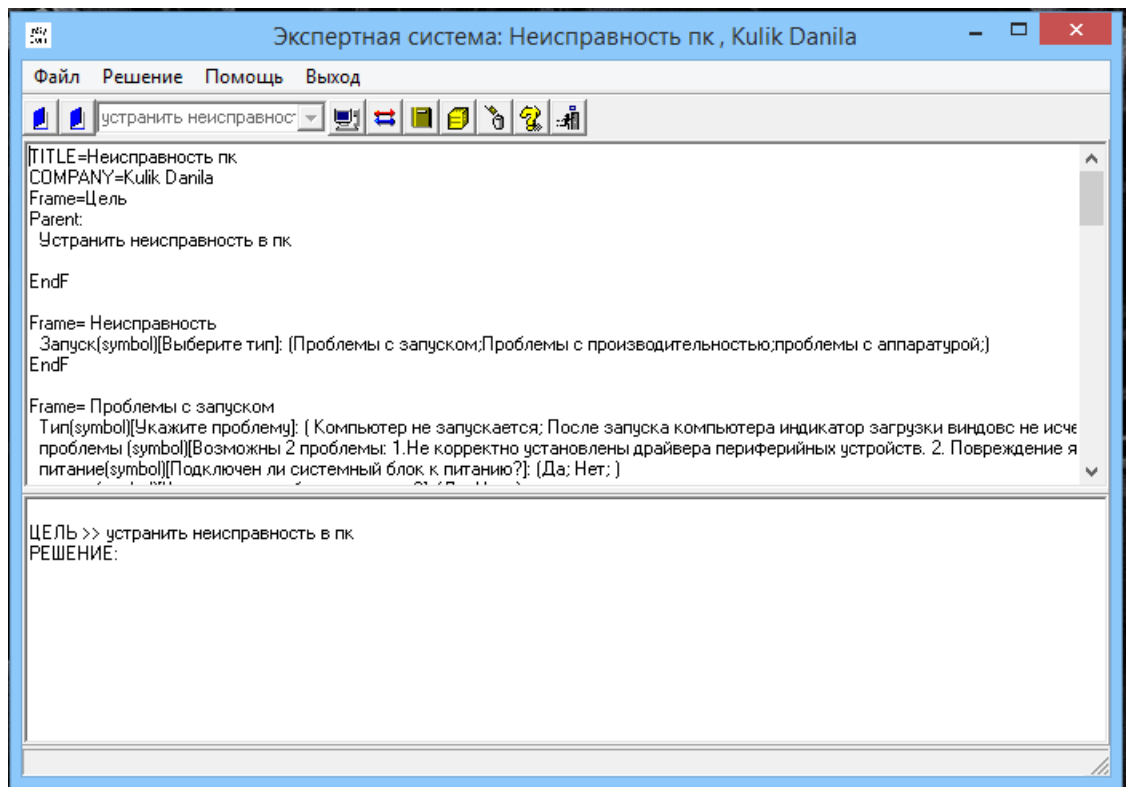 Экспертная система: Неисправность пк , Kulik Danila
Файл Решение Помощь Выход
устранить неисправнос
TITLE=Неисправность пк
COMPANY=Kulik Danila
Frame=Цель
Parent:
Устранить неисправность в пк
EndF
Frame= Неисправность
Запуск(symbol)[Выберите тип]: (Проблемы с запуском;Проблемы с производительностью;проблемы с аппаратурой;)
EndF
Frame= Проблемы с запуском
Тип(symbol)[Укажите проблему]: ( Компьютер не запускается; После запуска компьютера индикатор загрузки виндовс не исче
проблемы (symbol)[Возможны 2 проблемы: 1.Не корректно установлены драйвера периферийных устройств. 2. Повреждение я
питание(symbol)[Подключен ли системный блок к питанию?]: (Да; Нет; )
ЦЕЛЬ >> устранить неисправность в пк
РЕШЕНИЕ: